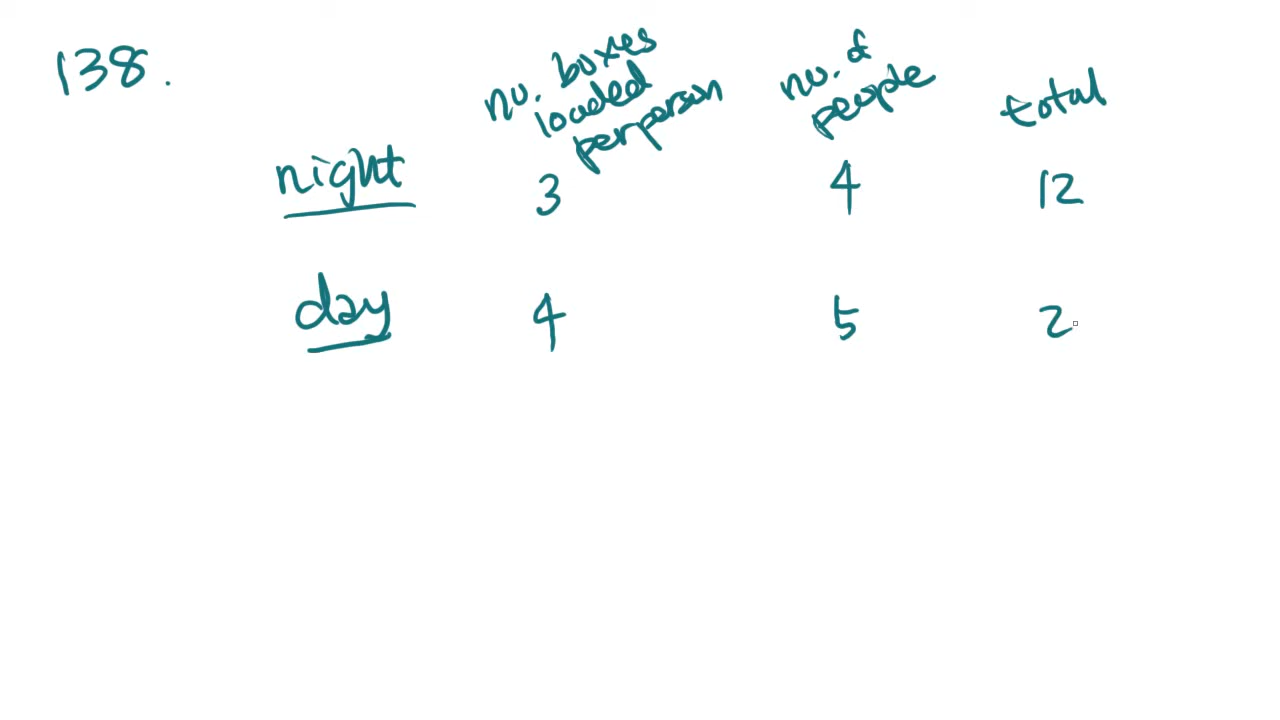 138.
no. boxes
loaded
per person
no. of
people
total
night 3 4 12
day 4 5 2